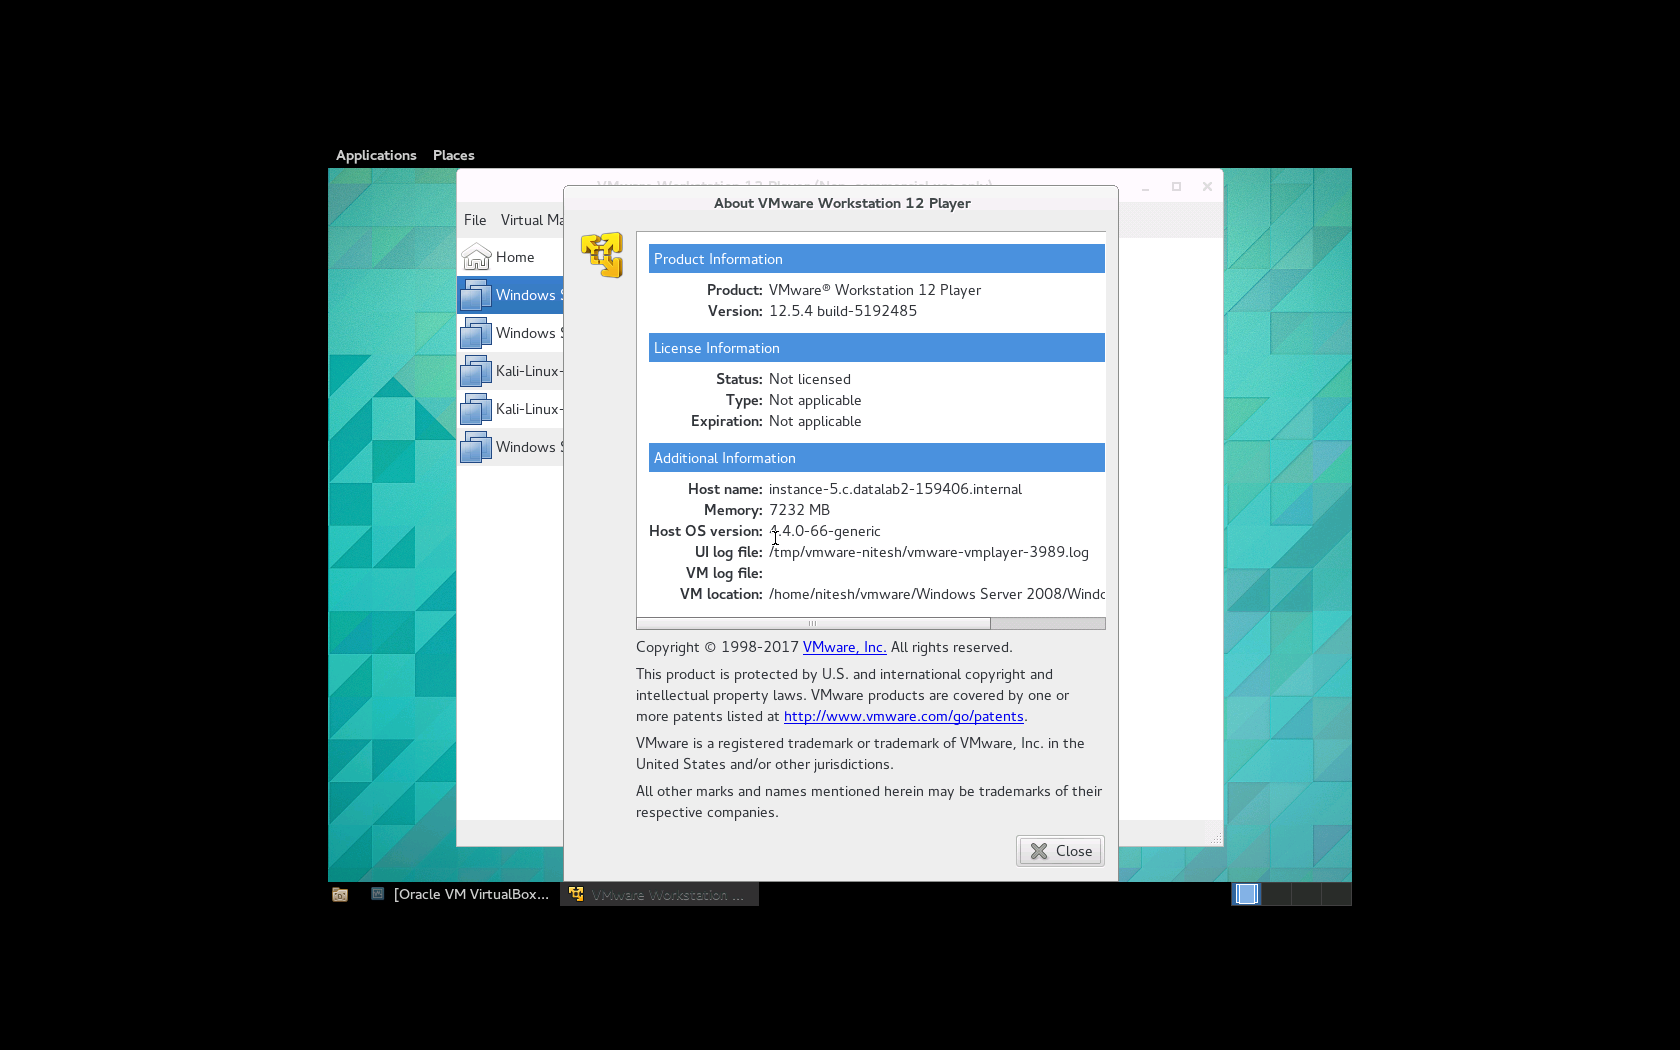 Applications Places
VMware Workstation 12 Player (Non-commercial use only)
About VMware Workstation 12 Player
File Virtual Ma
Home
Windows S
Windows S
Kali-Linux-
Kali-Linux-
Windows S
Product Information
Product: VMware® Workstation 12 Player
Version: 12.5.4 build-5192485
License Information
Status: Not licensed
Type: Not applicable
Expiration: Not applicable
Additional Information
Host name: instance-5.c.datalab2-159406.internal
Memory: 7232 MB
Host OS version: 4.4.0-66-generic
UI log file: /tmp/vmware-nitesh/vmware-vmplayer-3989.log
VM log file:
VM location: /home/nitesh/vmware/Windows Server 2008/Windo
Copyright © 1998-2017 VMware, Inc. All rights reserved.
This product is protected by U.S. and international copyright and
intellectual property laws. VMware products are covered by one or
more patents listed at http://www.vmware.com/go/patents.
VMware is a registered trademark or trademark of VMware, Inc. in the
United States and/or other jurisdictions.
All other marks and names mentioned herein may be trademarks of their
respective companies.
Close
[Oracle VM VirtualBox... VMware Workstation ...